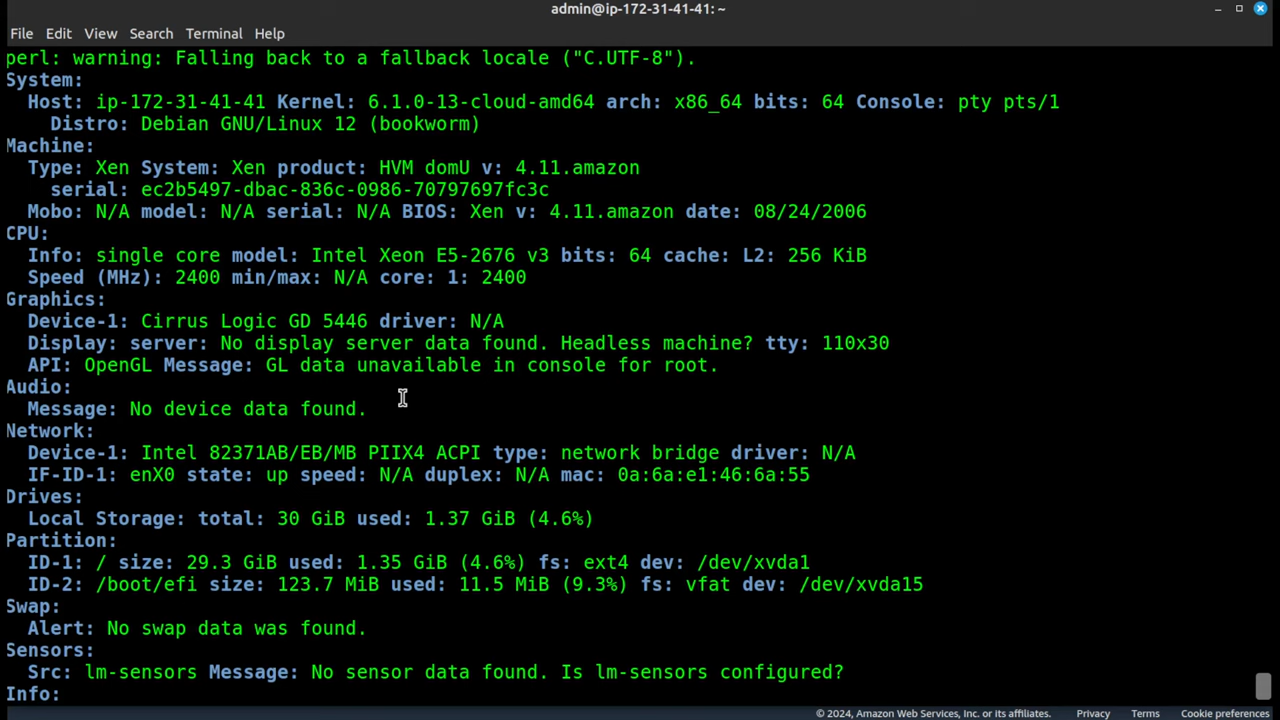 admin@ip-172-31-41-41: ~
File Edit View Search Terminal Help
perl: warning: Falling back to a fallback locale ("C.UTF-8").
System:
Host: ip-172-31-41-41 Kernel: 6.1.0-13-cloud-amd64 arch: x86_64 bits: 64 Console: pty pts/1
Distro: Debian GNU/Linux 12 (bookworm)
Machine:
Type: Xen System: Xen product: HVM domU v: 4.11.amazon
serial: ec2b5497-dbac-836c-0986-70797697fc3c
Mobo: N/A model: N/A serial: N/A BIOS: Xen v: 4.11.amazon date: 08/24/2006
CPU:
Info: single core model: Intel Xeon E5-2676 v3 bits: 64 cache: L2: 256 KiB
Speed (MHz): 2400 min/max: N/A core: 1: 2400
Graphics:
Device-1: Cirrus Logic GD 5446 driver: N/A
Display: server: No display server data found. Headless machine? tty: 110x30
API: OpenGL Message: GL data unavailable in console for root.
Audio:
Message: No device data found.
Network:
Device-1: Intel 82371AB/EB/MB PIIX4 ACPI type: network bridge driver: N/A
IF-ID-1: enX0 state: up speed: N/A duplex: N/A mac: 0a:6a:e1:46:6a:55
Drives:
Local Storage: total: 30 GiB used: 1.37 GiB (4.6%)
Partition:
ID-1: / size: 29.3 GiB used: 1.35 GiB (4.6%) fs: ext4 dev: /dev/xvda1
ID-2: /boot/efi size: 123.7 MiB used: 11.5 MiB (9.3%) fs: vfat dev: /dev/xvda15
Swap:
Alert: No swap data was found.
Sensors:
Src: lm-sensors Message: No sensor data found. Is lm-sensors configured?
Info:
© 2024, Amazon Web Services, Inc. or its affiliates. Privacy Terms Cookie preferences